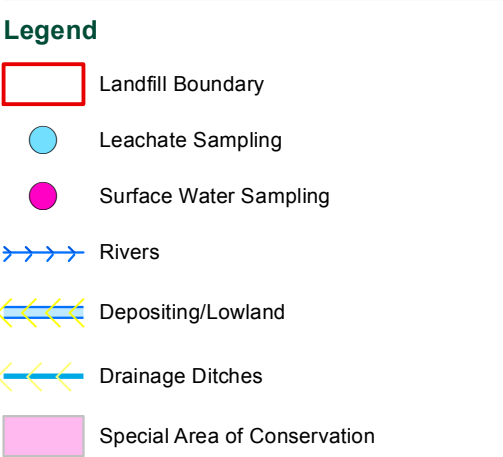 Legend
Landfill Boundary
Leachate Sampling
Surface Water Sampling
Rivers
Depositing/Lowland
Drainage Ditches
Special Area of Conservation